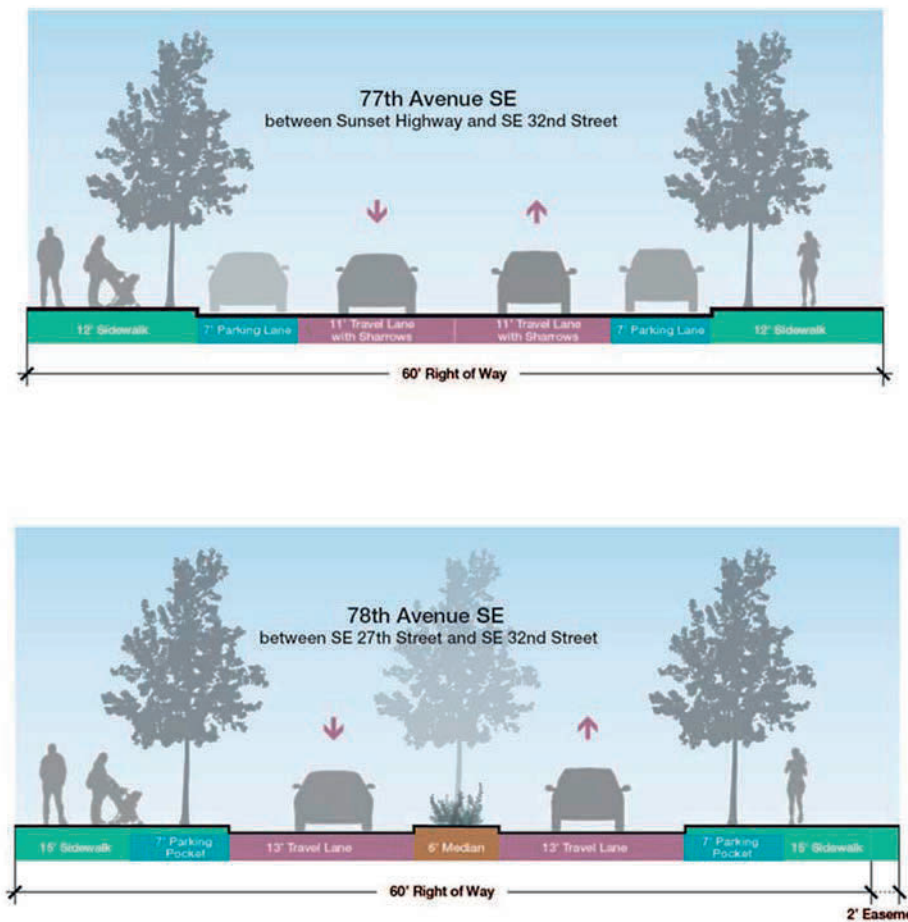 77th Avenue SE
between Sunset Highway and SE 32nd Street
12' Sidewalk
7' Parking Lane
11' Travel Lane
with Sharrows
11' Travel Lane
with Sharrows
7' Parking Lane
12' Sidewalk
60' Right of Way
78th Avenue SE
between SE 27th Street and SE 32nd Street
15' Sidewalk
7' Parking
Pocket
13' Travel Lane
6' Median
13' Travel Lane
7' Parking
Pocket
15' Sidewalk
60' Right of Way
2' Easeme